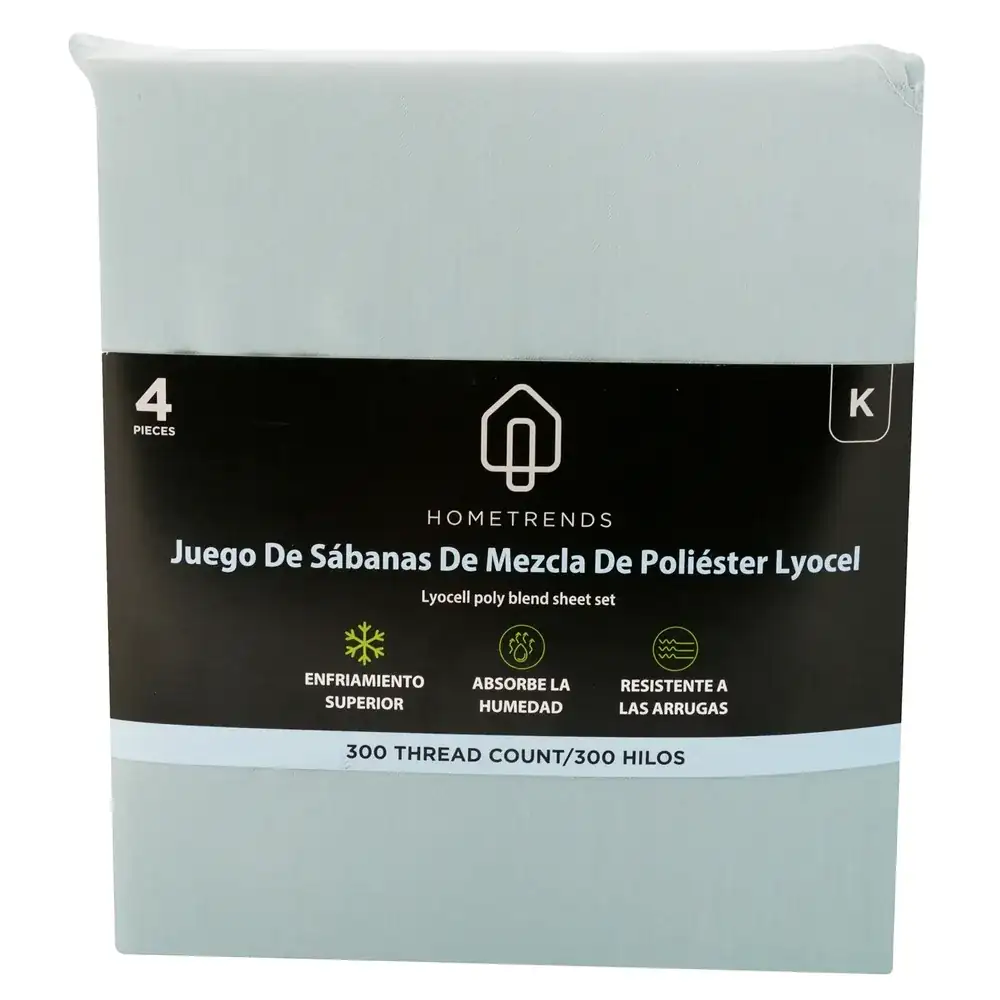 4
PIECES
K
HOMETRENDS
Juego De Sábanas De Mezcla De Poliéster Lyocel
Lyocell poly blend sheet set
ENFRIAMIENTO
SUPERIOR
ABSORBE LA
HUMEDAD
RESISTENTE A
LAS ARRUGAS
300 THREAD COUNT/300 HILOS